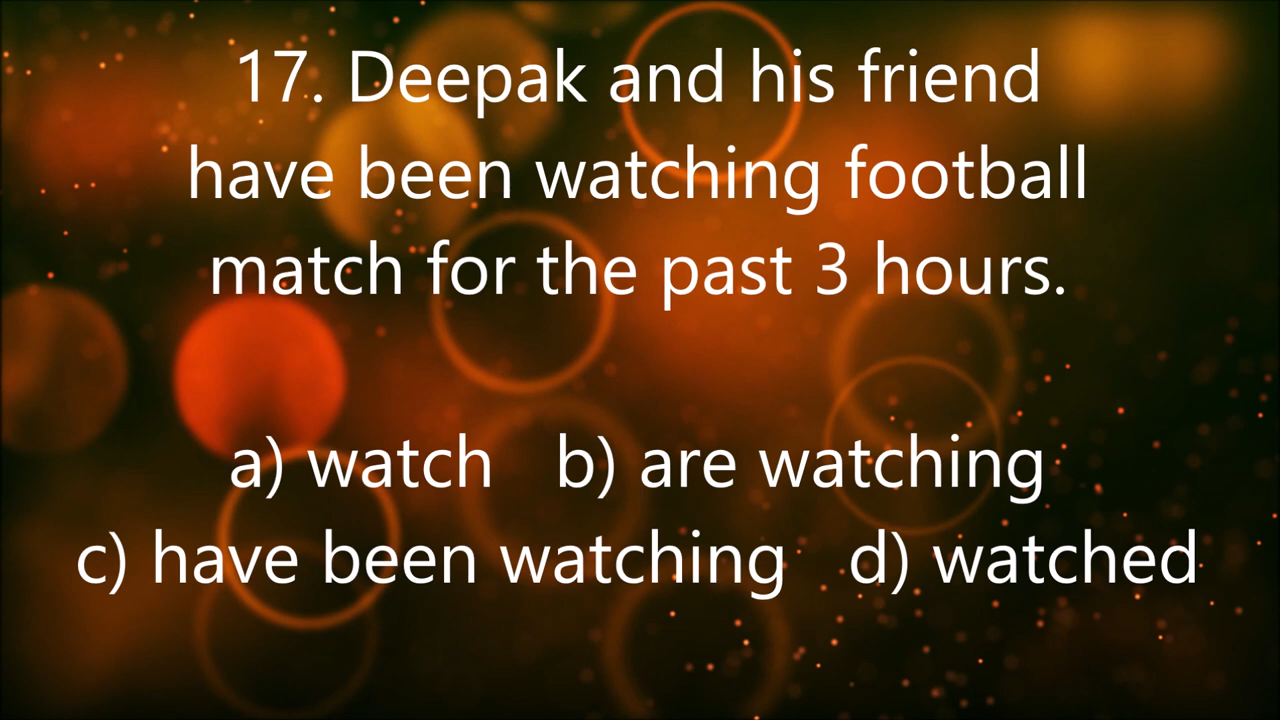 17. Deepak and his friend
have been watching football
match for the past 3 hours.
a) watch b) are watching
c) have been watching d) watched